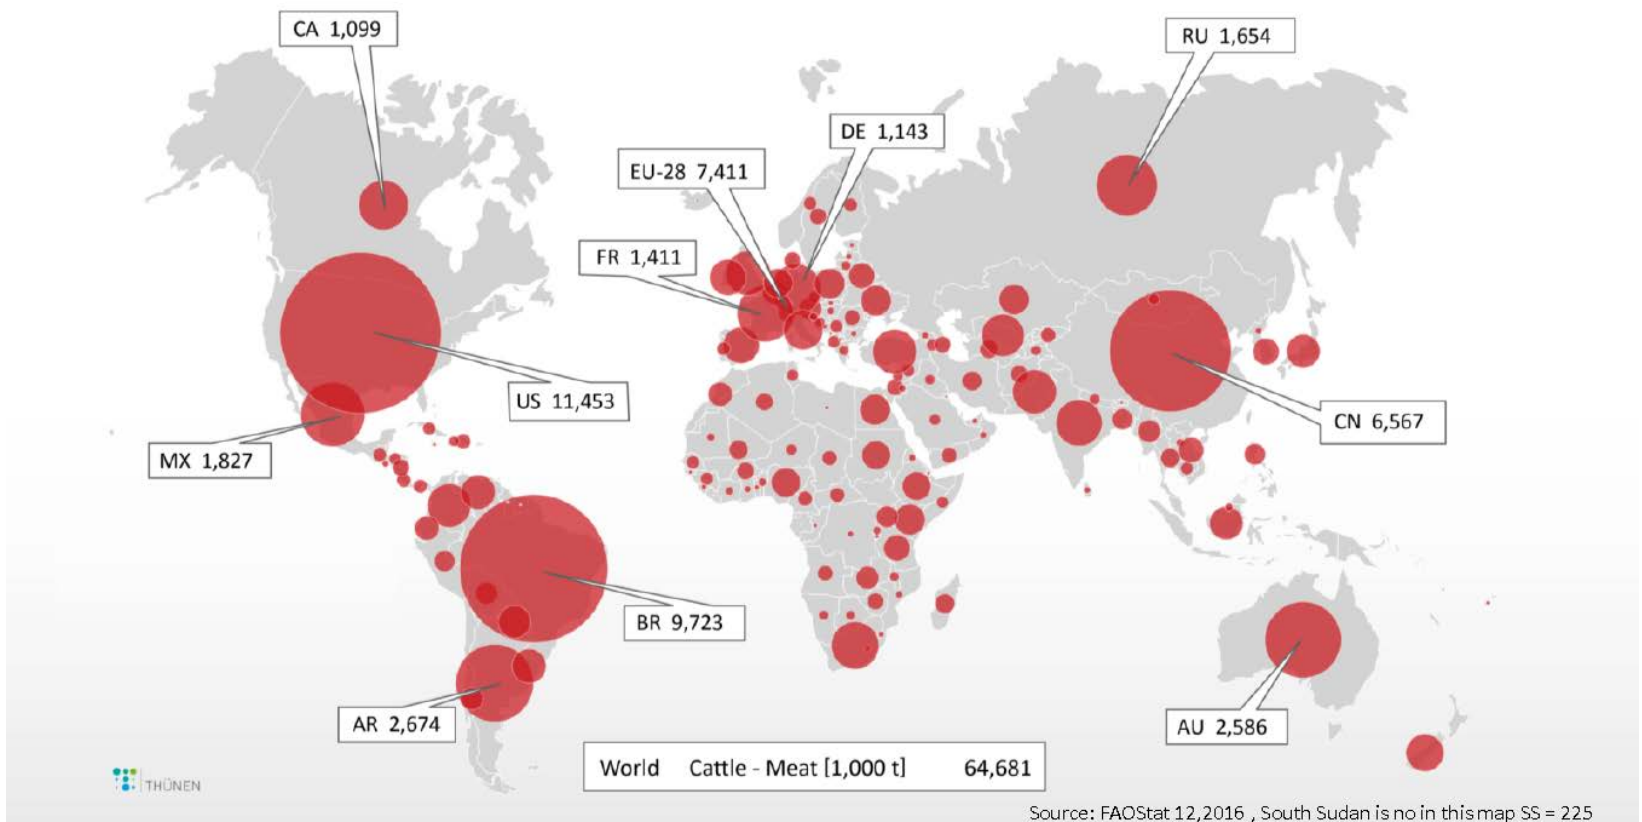 CA 1,099
RU 1,654
DE 1,143
EU-28 7,411
FR 1,411
US 11,453
CN 6,567
MX 1,827
BR 9,723
AR 2,674
AU 2,586
World Cattle - Meat [1,000 t] 64,681
THÜNEN
Source: FAOStat 12,2016 , South Sudan is no in this map SS = 225